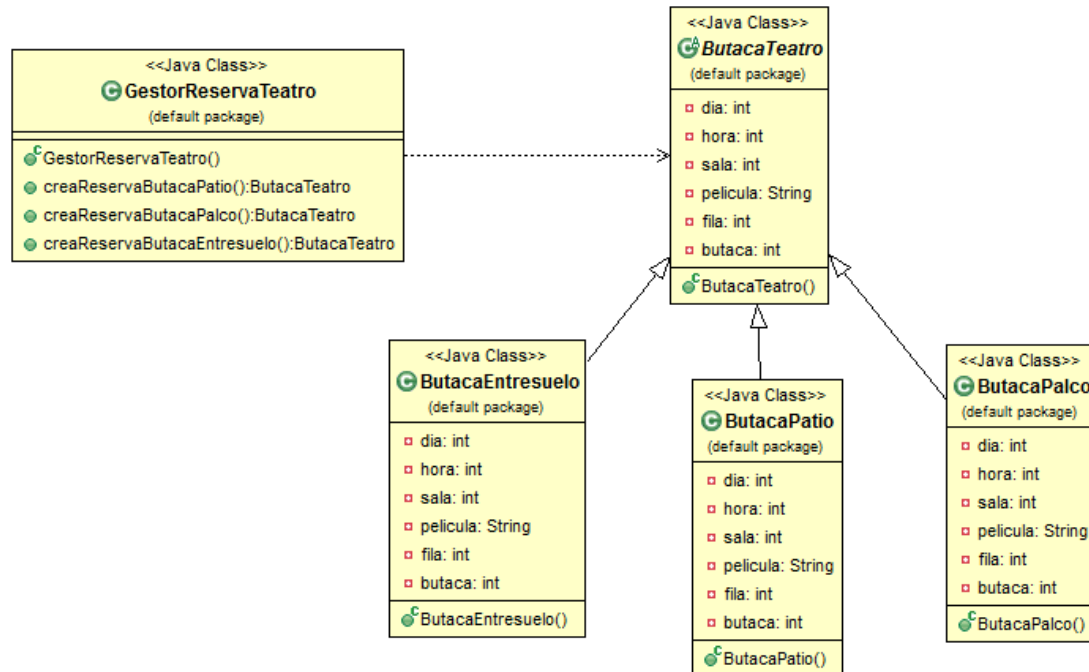 <<Java Class>>
GestorReservaTeatro
(default package)
GestorReservaTeatro()
creaReservaButacaPatio():ButacaTeatro
creaReservaButacaPalco():ButacaTeatro
creaReservaButacaEntresuelo():ButacaTeatro
<<Java Class>>
ButacaTeatro
(default package)
dia: int
hora: int
sala: int
pelicula: String
fila: int
butaca: int
ButacaTeatro()
<<Java Class>>
ButacaEntresuelo
(default package)
dia: int
hora: int
sala: int
pelicula: String
fila: int
butaca: int
ButacaEntresuelo()
<<Java Class>>
ButacaPatio
(default package)
dia: int
hora: int
sala: int
pelicula: String
fila: int
butaca: int
ButacaPatio()
<<Java Class>>
ButacaPalco
(default package)
dia: int
hora: int
sala: int
pelicula: String
fila: int
butaca: int
ButacaPalco()